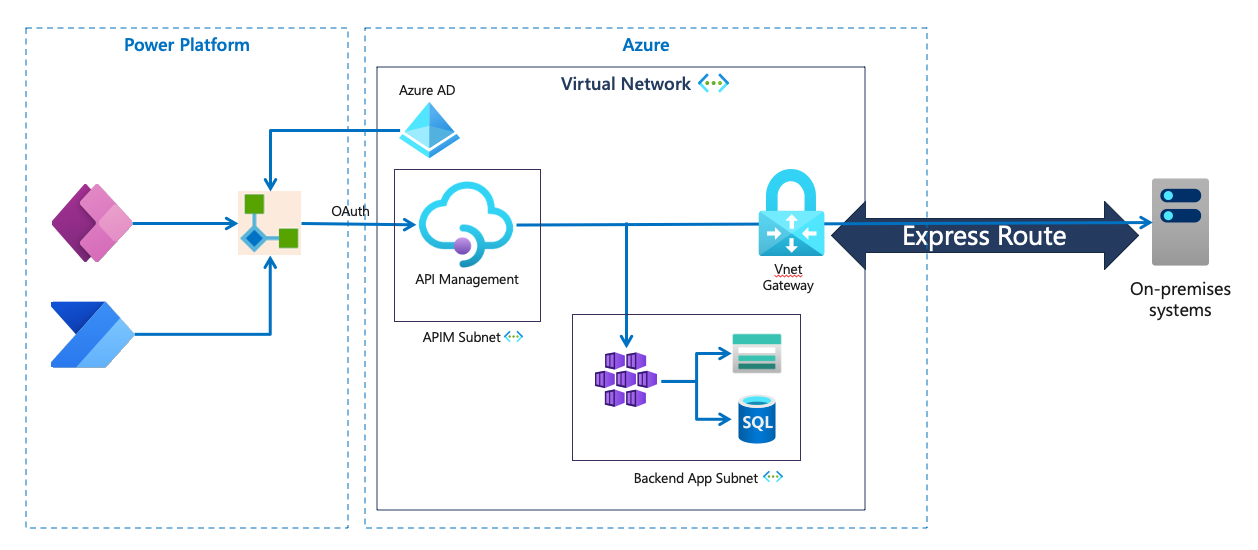 Power Platform
Azure
Virtual Network
Azure AD
OAuth
API Management
APIM Subnet
Vnet
Gateway
Express Route
On-premises
systems
SQL
Backend App Subnet